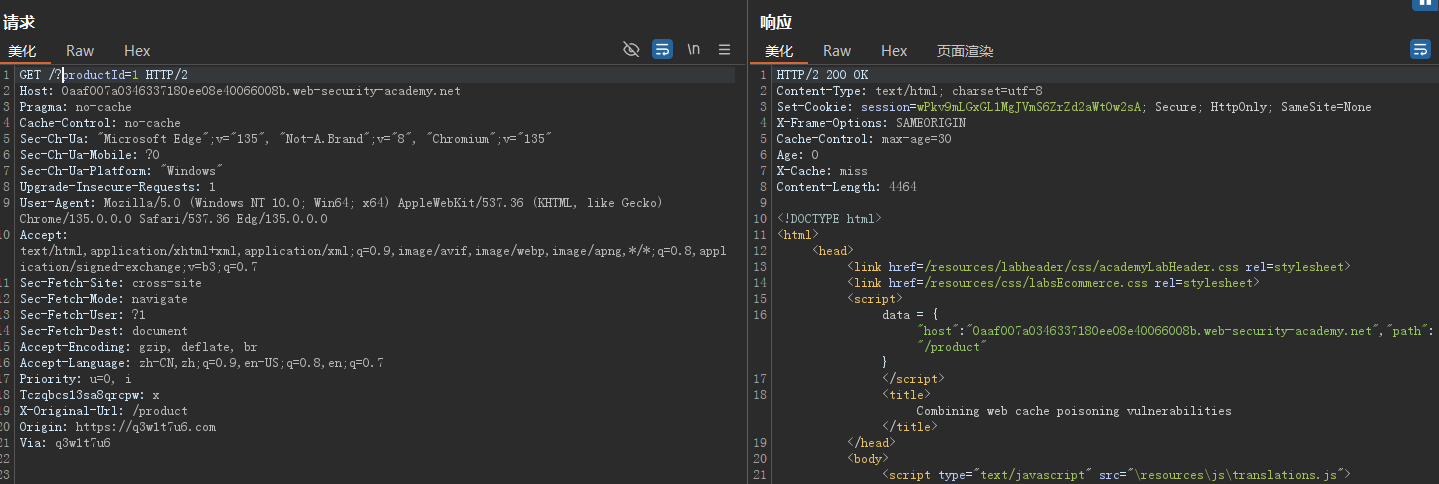 请求
美化 Raw Hex
\n
1 GET /?productId=1 HTTP/2
2 Host: 0aaf007a0346337180ee08e40066008b.web-security-academy.net
3 Pragma: no-cache
4 Cache-Control: no-cache
5 Sec-Ch-Ua: "Microsoft Edge";v="135", "Not-A.Brand";v="8", "Chromium";v="135"
6 Sec-Ch-Ua-Mobile: ?0
7 Sec-Ch-Ua-Platform: "Windows"
8 Upgrade-Insecure-Requests: 1
9 User-Agent: Mozilla/5.0 (Windows NT 10.0; Win64; x64) AppleWebKit/537.36 (KHTML, like Gecko)
Chrome/135.0.0.0 Safari/537.36 Edg/135.0.0.0
10 Accept:
text/html,application/xhtml+xml,application/xml;q=0.9,image/avif,image/webp,image/apng,*/*;q=0.8,appl
ication/signed-exchange;v=b3;q=0.7
11 Sec-Fetch-Site: cross-site
12 Sec-Fetch-Mode: navigate
13 Sec-Fetch-User: ?1
14 Sec-Fetch-Dest: document
15 Accept-Encoding: gzip, deflate, br
16 Accept-Language: zh-CN,zh;q=0.9,en-US;q=0.8,en;q=0.7
17 Priority: u=0, i
18 Tczqbcs13sa8qrcpw: x
19 X-Original-Url: /product
20 Origin: https://q3w1t7u6.com
21 Via: q3w1t7u6
22
23
响应
美化 Raw Hex 页面渲染
1 HTTP/2 200 OK
2 Content-Type: text/html; charset=utf-8
3 Set-Cookie: session=wPkv9mLGxGL1MgJVmS6ZrZd2aWtOw2sA; Secure; HttpOnly; SameSite=None
4 X-Frame-Options: SAMEORIGIN
5 Cache-Control: max-age=30
6 Age: 0
7 X-Cache: miss
8 Content-Length: 4464
9
10 <!DOCTYPE html>
11 <html>
12 <head>
13 <link href=/resources/labheader/css/academyLabHeader.css rel=stylesheet>
14 <link href=/resources/css/labsEcommerce.css rel=stylesheet>
15 <script>
16 data = {
"host":"0aaf007a0346337180ee08e40066008b.web-security-academy.net","path":
"/product"
}
17 </script>
18 <title>
Combining web cache poisoning vulnerabilities
</title>
19 </head>
20 <body>
21 <script type="text/javascript" src="\resources\js\translations.js">